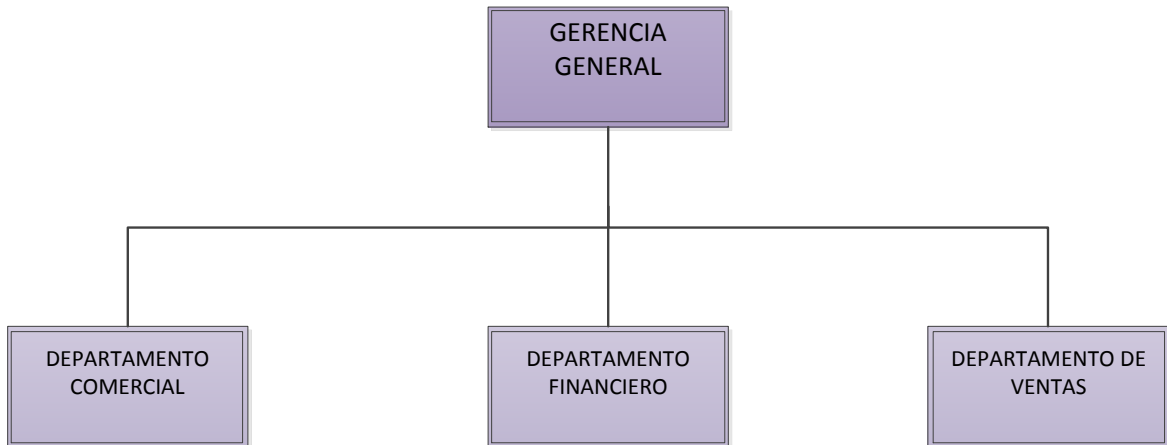 GERENCIA
GENERAL
DEPARTAMENTO
COMERCIAL
DEPARTAMENTO
FINANCIERO
DEPARTAMENTO DE
VENTAS